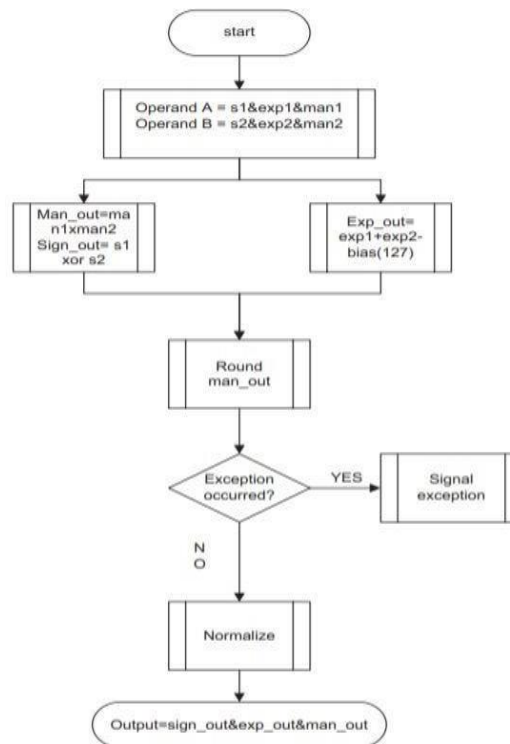 start
Operand A = s1&exp1&man1
Operand B = s2&exp2&man2
Man_out=ma
n1xman2
Sign_out= s1
xor s2
Exp_out=
exp1+exp2-
bias(127)
Round
man_out
Exception
occurred?
YES
Signal
exception
N
O
Normalize
Output=sign_out&exp_out&man_out